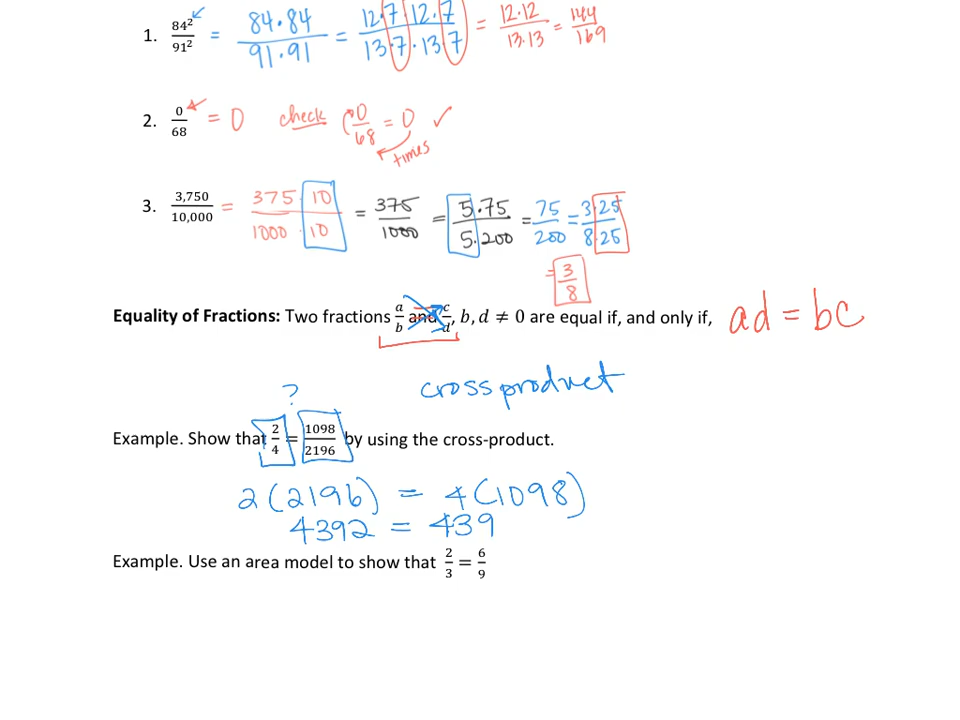 1. 84²/91² = 84·84/91·91 = 12·7·12·7/13·7·13·7 = 12·12/13·13 = 144/169
2. 0/68 = 0 check 0/68 = 0 ✓
times
3. 3,750/10,000 = 375·10/1000·10 = 375/1000 = 5·75/5·200 = 75/200 = 3·25/8·25
= 3/8
Equality of Fractions: Two fractions a/b and c/d, b, d ≠ 0 are equal if, and only if, ad = bc
cross product
?
Example. Show that 2/4 = 1098/2196 by using the cross-product.
2(2196) = 4(1098)
4392 = 439
Example. Use an area model to show that 2/3 = 6/9